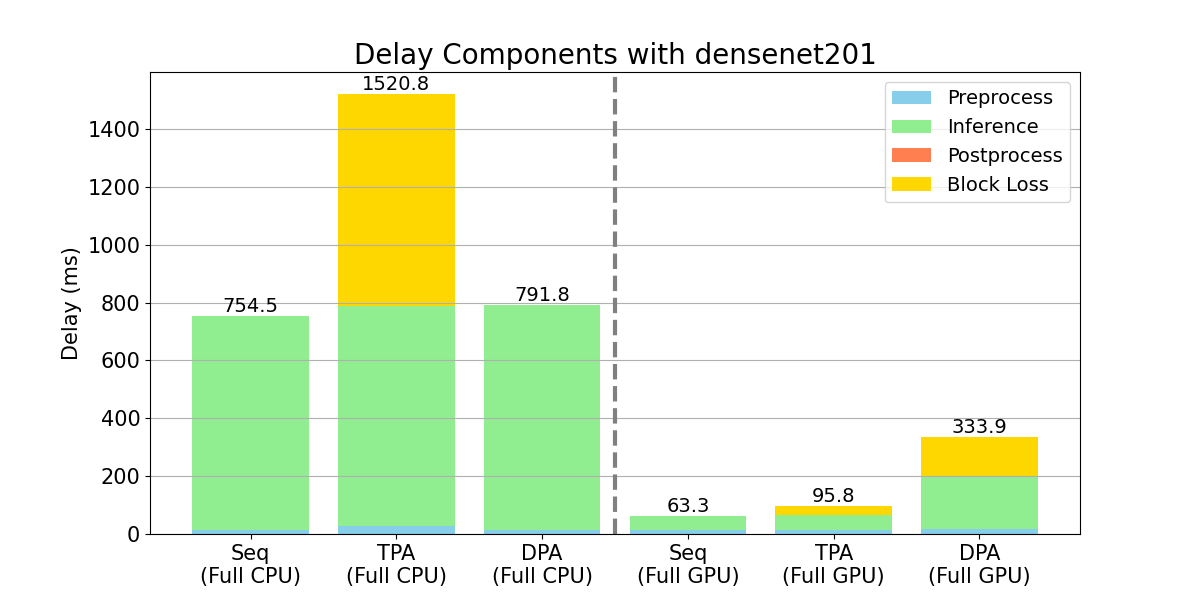 Delay Components with densenet201
1520.8
754.5
791.8
63.3
95.8
333.9
Preprocess
Inference
Postprocess
Block Loss
Delay (ms)
1400
1200
1000
800
600
400
200
0
Seq
(Full CPU)
TPA
(Full CPU)
DPA
(Full CPU)
Seq
(Full GPU)
TPA
(Full GPU)
DPA
(Full GPU)